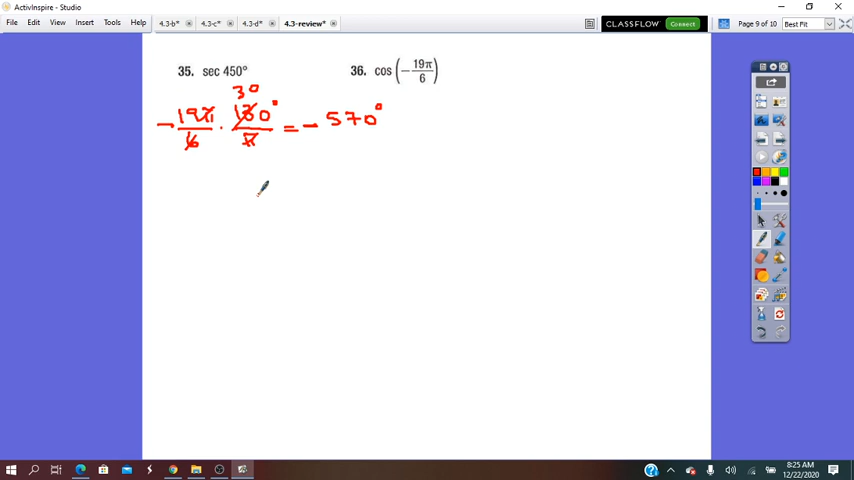 ActivInspire - Studio
File Edit View Insert Tools Help
4.3-b* 4.3-c* 4.3-d* 4.3-review*
CLASSFLOW Connect
Page 9 of 10
Best Fit
35. sec 450° 36. cos (−19π/6)
30
− 19π/6 · 180°/π = − 570°
8:25 AM
12/22/2020